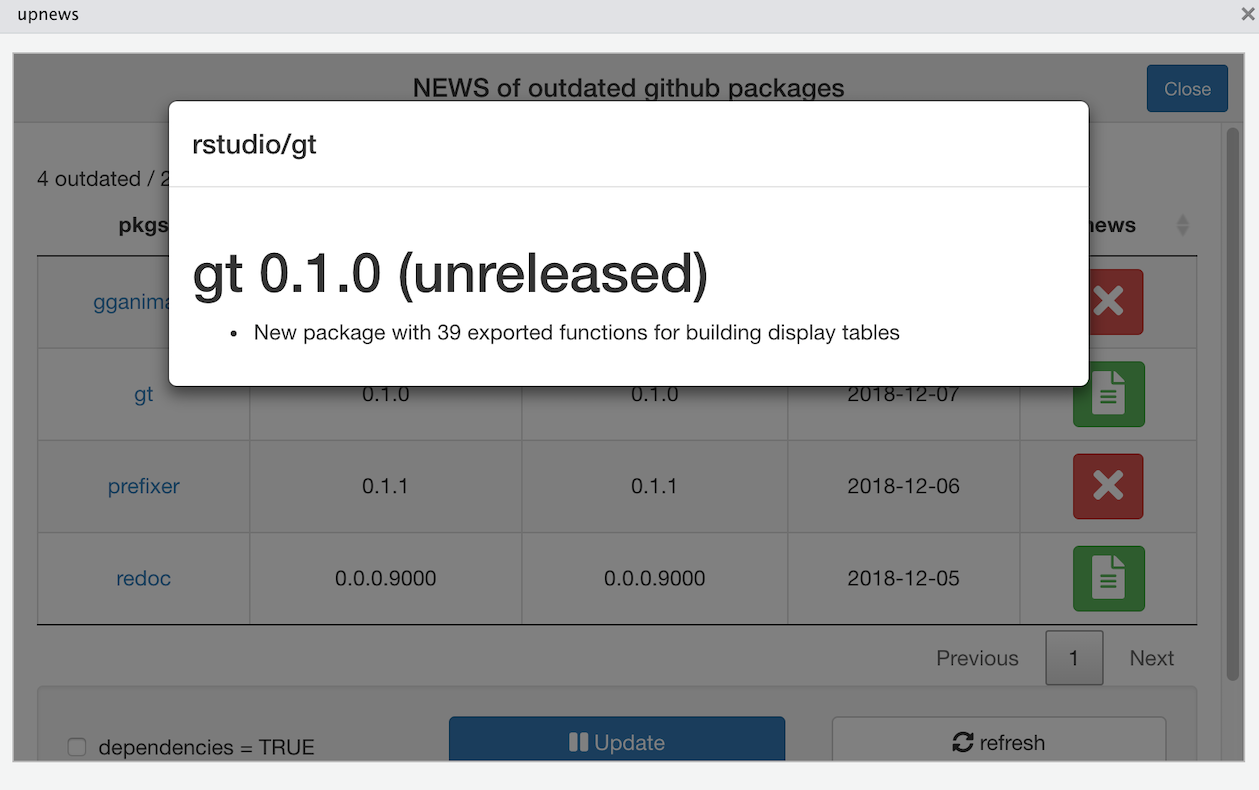 upnews
NEWS of outdated github packages
Close
rstudio/gt
4 outdated /
pkgs
gt 0.1.0 (unreleased)
New package with 39 exported functions for building display tables
gt 0.1.0 0.1.0 2018-12-07
prefixer 0.1.1 0.1.1 2018-12-06
redoc 0.0.0.9000 0.0.0.9000 2018-12-05
Previous 1 Next
dependencies = TRUE
Update
refresh